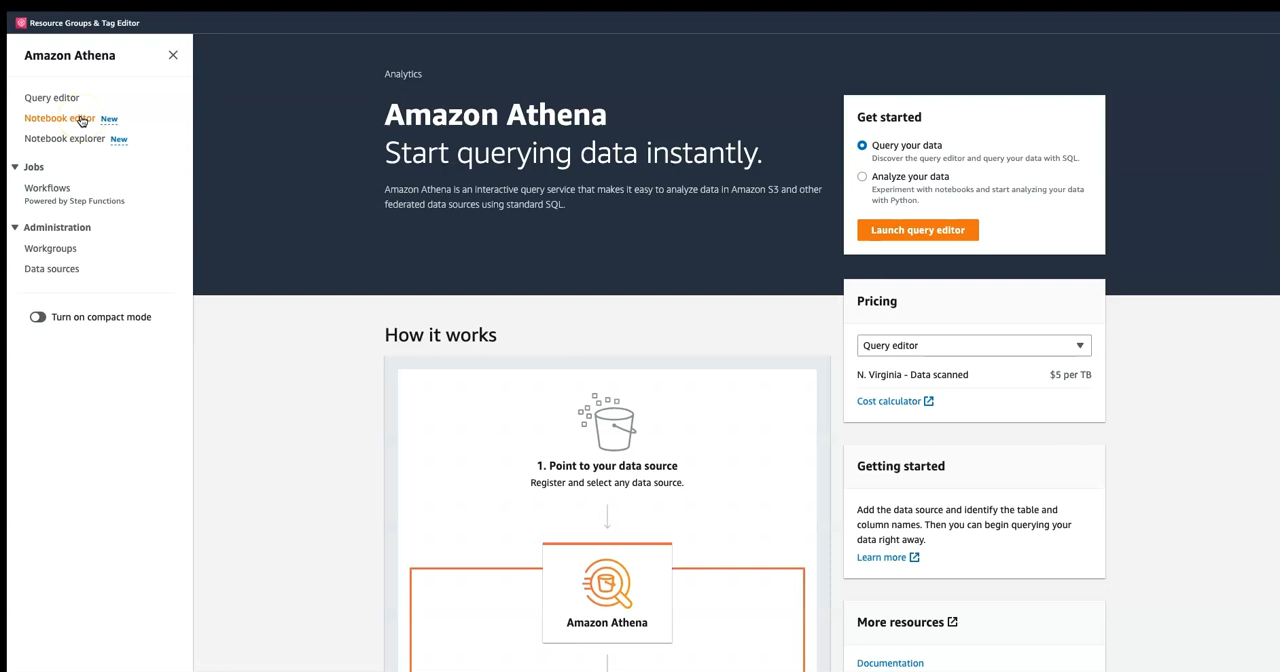 Resource Groups & Tag Editor
Amazon Athena
Query editor
Notebook editor New
Notebook explorer New
Jobs
Workflows
Powered by Step Functions
Administration
Workgroups
Data sources
Turn on compact mode
Analytics
Amazon Athena
Start querying data instantly.
Amazon Athena is an interactive query service that makes it easy to analyze data in Amazon S3 and other
federated data sources using standard SQL.
How it works
1. Point to your data source
Register and select any data source.
Amazon Athena
Get started
Query your data
Discover the query editor and query your data with SQL.
Analyze your data
Experiment with notebooks and start analyzing your data
with Python.
Launch query editor
Pricing
Query editor
N. Virginia - Data scanned $5 per TB
Cost calculator
Getting started
Add the data source and identify the table and
column names. Then you can begin querying your
data right away.
Learn more
More resources
Documentation